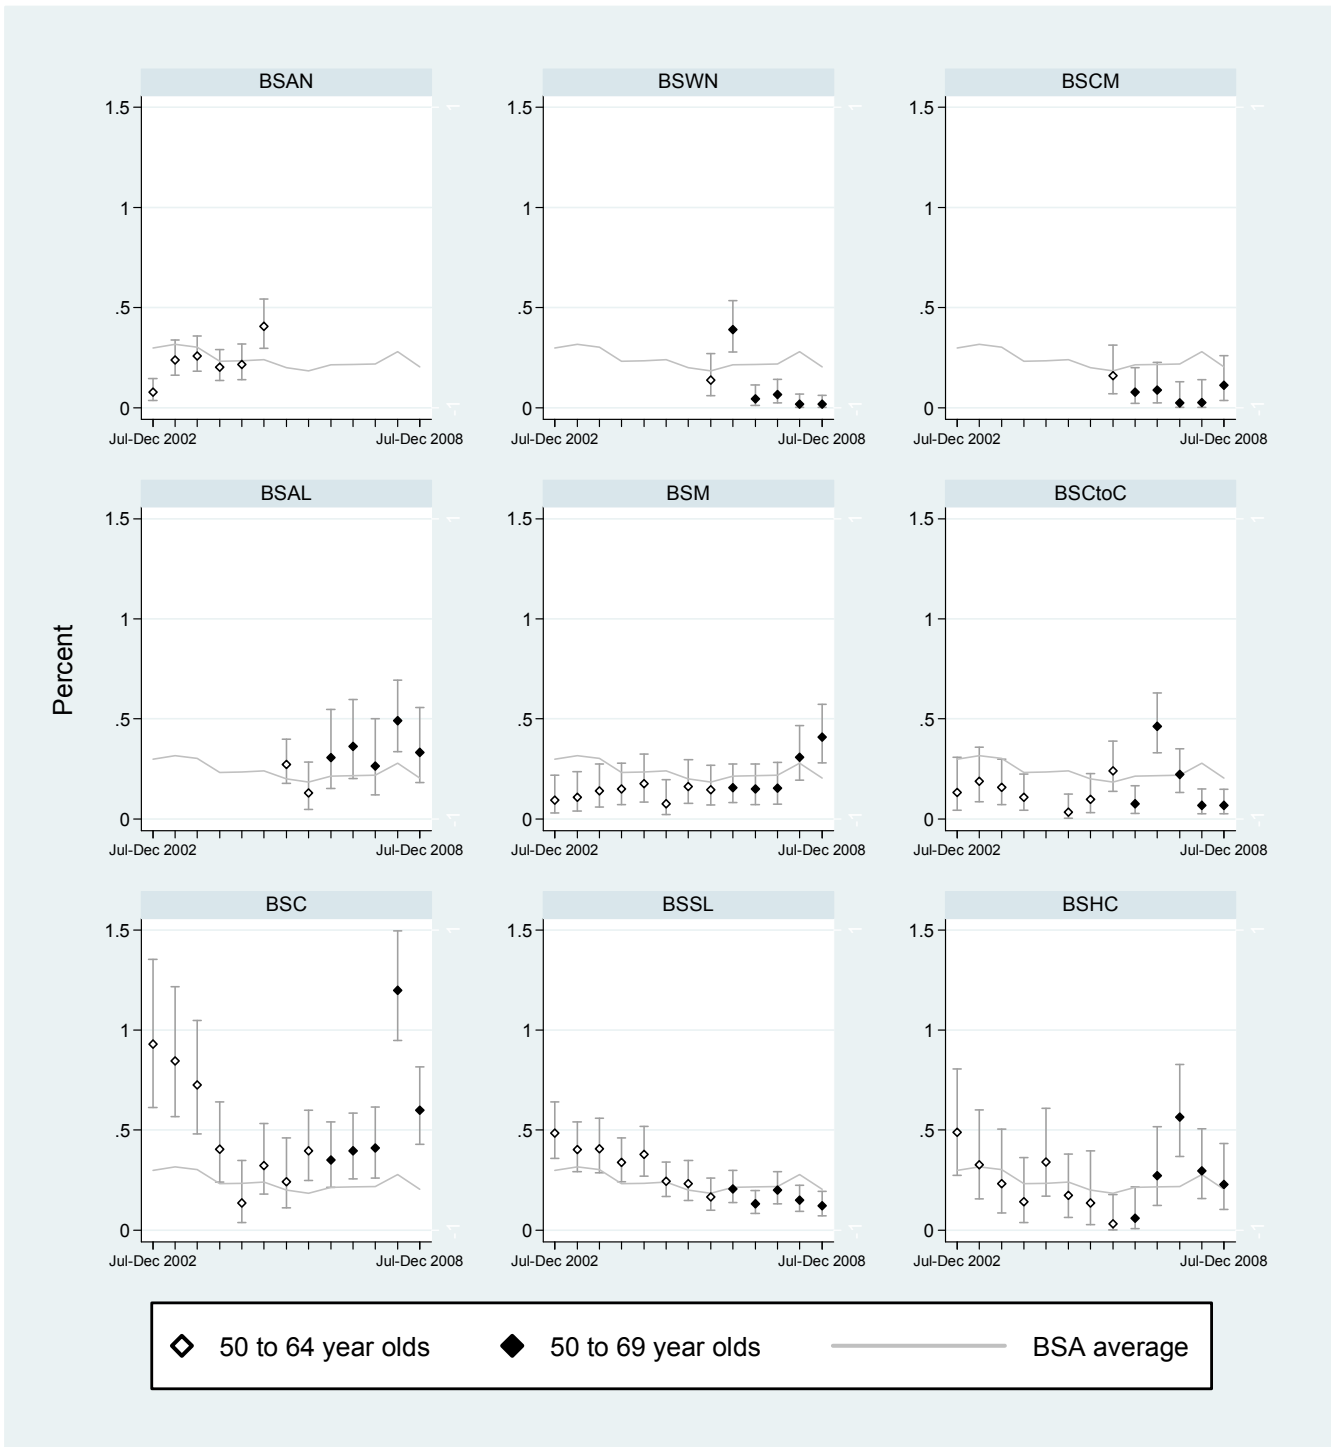 BSAN BSWN BSCM
1.5 1.5 1.5
1 1 1
.5 .5 .5
0 0 0
Jul-Dec 2002 Jul-Dec 2008 Jul-Dec 2002 Jul-Dec 2008 Jul-Dec 2002 Jul-Dec 2008
BSAL BSM BSCtoC
1.5 1.5 1.5
1 1 1
Percent
.5 .5 .5
0 0 0
Jul-Dec 2002 Jul-Dec 2008 Jul-Dec 2002 Jul-Dec 2008 Jul-Dec 2002 Jul-Dec 2008
BSC BSSL BSHC
1.5 1.5 1.5
1 1 1
.5 .5 .5
0 0 0
Jul-Dec 2002 Jul-Dec 2008 Jul-Dec 2002 Jul-Dec 2008 Jul-Dec 2002 Jul-Dec 2008
50 to 64 year olds 50 to 69 year olds BSA average